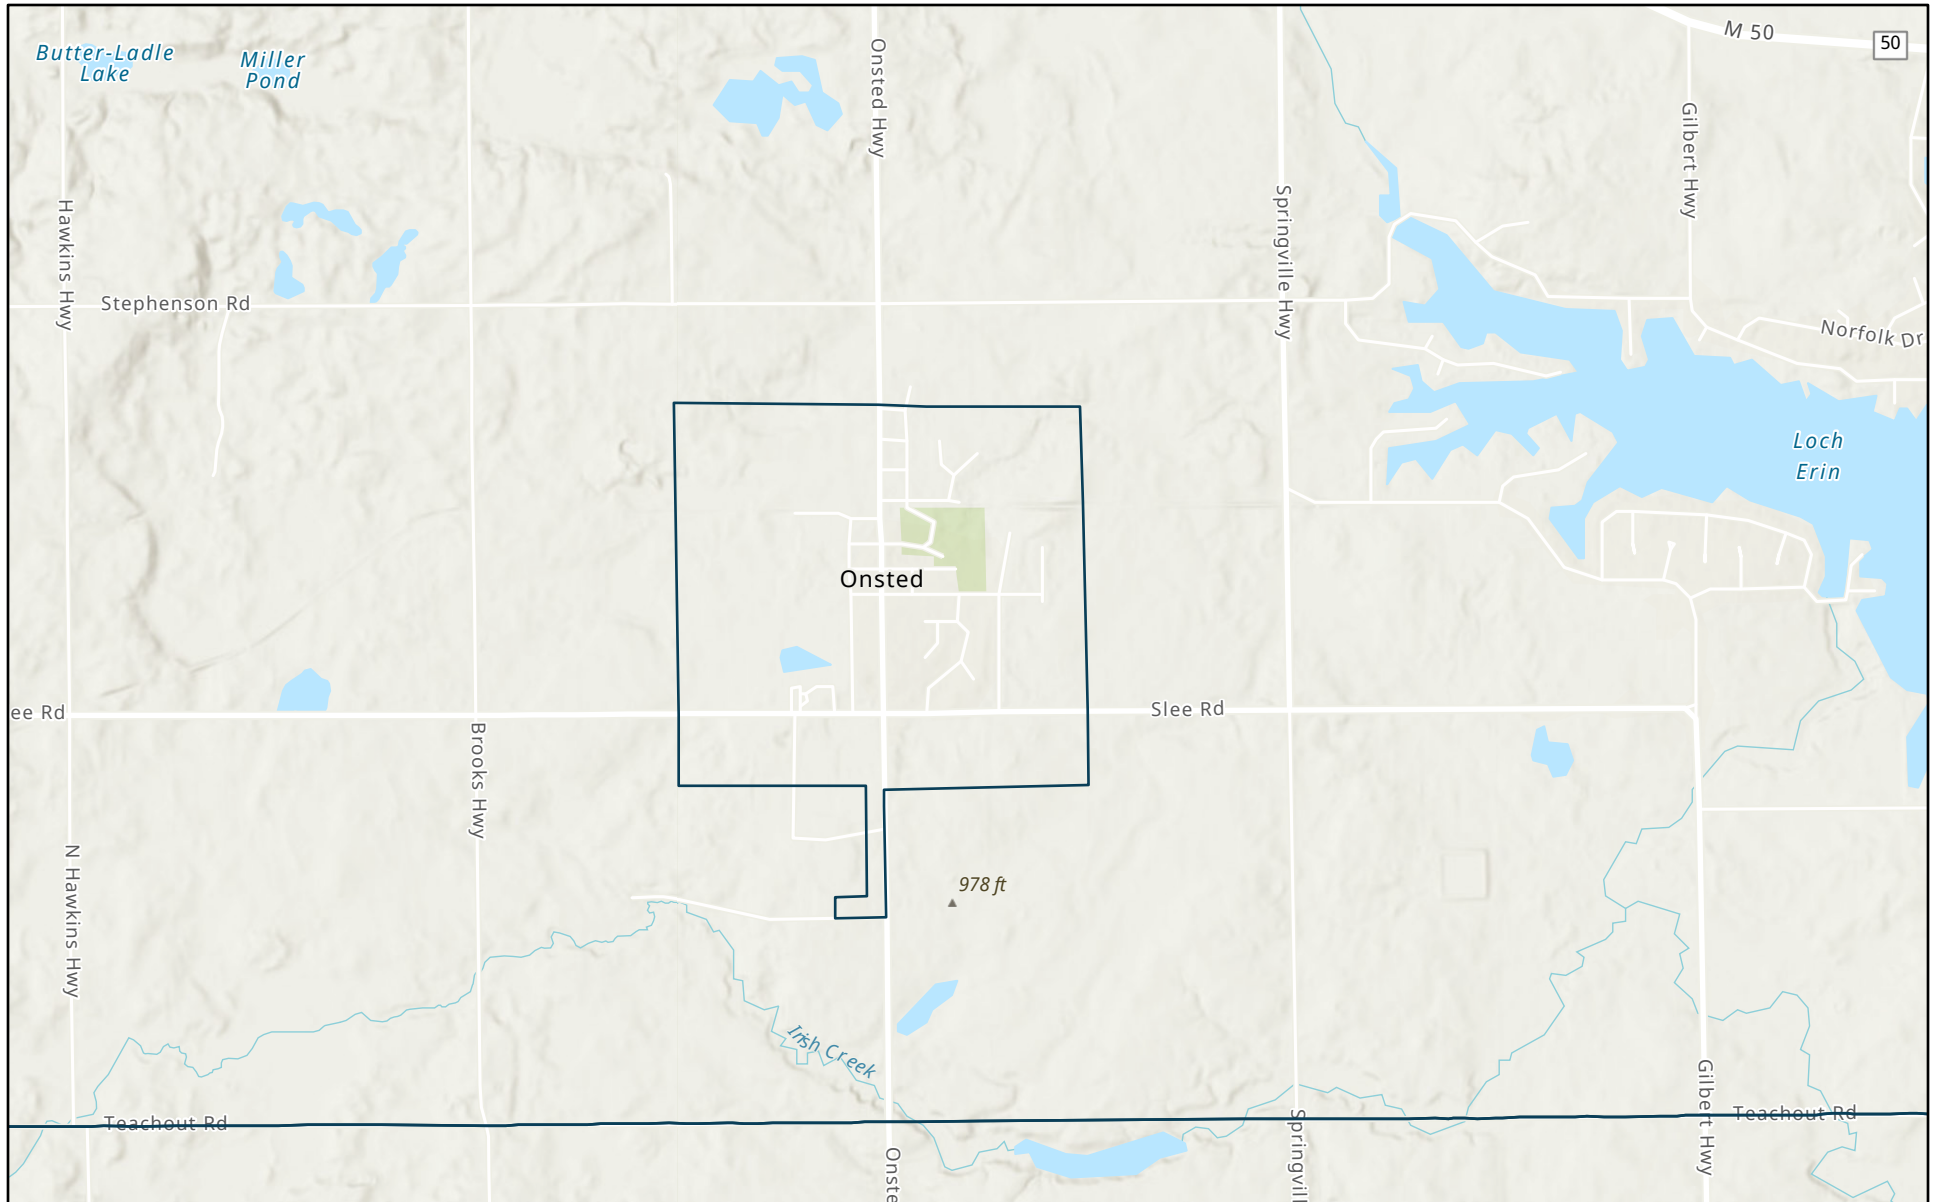 M 50
50
Butter-Ladle
Lake
Miller
Pond
Onsted Hwy
Gilbert Hwy
Springville Hwy
Hawkins Hwy
Stephenson Rd
Norfolk Dr
Loch
Erin
Onsted
ee Rd
Slee Rd
Brooks Hwy
N Hawkins Hwy
978 ft
Irish Creek
Gilbert Hwy
Teachout Rd
Teachout Rd
Springvill
Onste